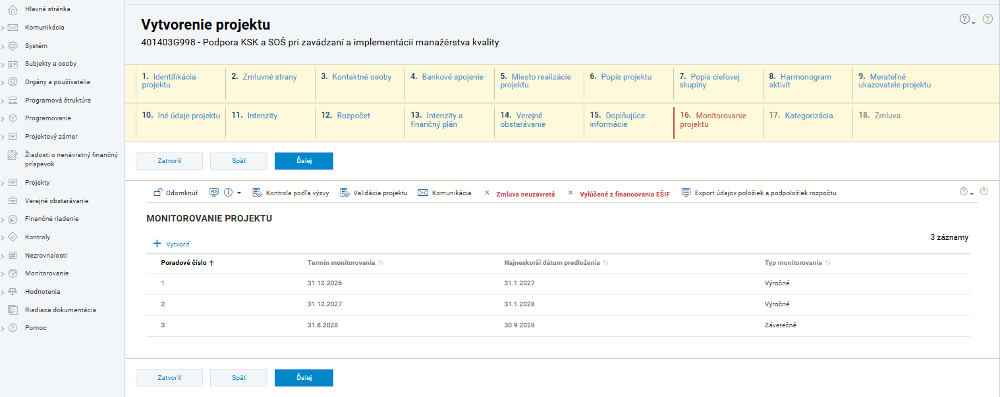 Hlavná stránka
Komunikácia
Systém
Subjekty a osoby
Orgány a používatelia
Programová štruktúra
Programovanie
Projektový zámer
Žiadosti o nenávratný finančný
príspevok
Projekty
Verejné obstarávanie
Finančné riadenie
Kontroly
Nezrovnalosti
Monitorovanie
Hodnotenia
Riadiaca dokumentácia
Pomoc
Vytvorenie projektu
401403G998 - Podpora KSK a SOŠ pri zavádzaní a implementácii manažérstva kvality
1. Identifikácia
projektu
2. Zmluvné strany
3. Kontaktné osoby
4. Bankové spojenie
5. Miesto realizácie
projektu
6. Popis projektu
7. Popis cieľovej
skupiny
8. Harmonogram
aktivít
9. Merateľné
ukazovatele projektu
10. Iné údaje projektu
11. Intenzity
12. Rozpočet
13. Intenzity a
finančný plán
14. Verejné
obstarávanie
15. Doplňujúce
informácie
16. Monitorovanie
projektu
17. Kategorizácia
18. Zmluva
Zatvoriť Späť Ďalej
Odomknúť PDF Kontrola podľa výzvy Validácia projektu Komunikácia Zmluva neuzavretá Vylúčené z financovania EŠIF Export údajov položiek a podpoložiek rozpočtu
MONITOROVANIE PROJEKTU
3 záznamy
Vytvoriť
Poradové číslo Termín monitorovania Najneskorší dátum predloženia Typ monitorovania
1 31.12.2026 31.1.2027 Výročné
2 31.12.2027 31.1.2028 Výročné
3 31.8.2028 30.9.2028 Záverečné
Zatvoriť Späť Ďalej